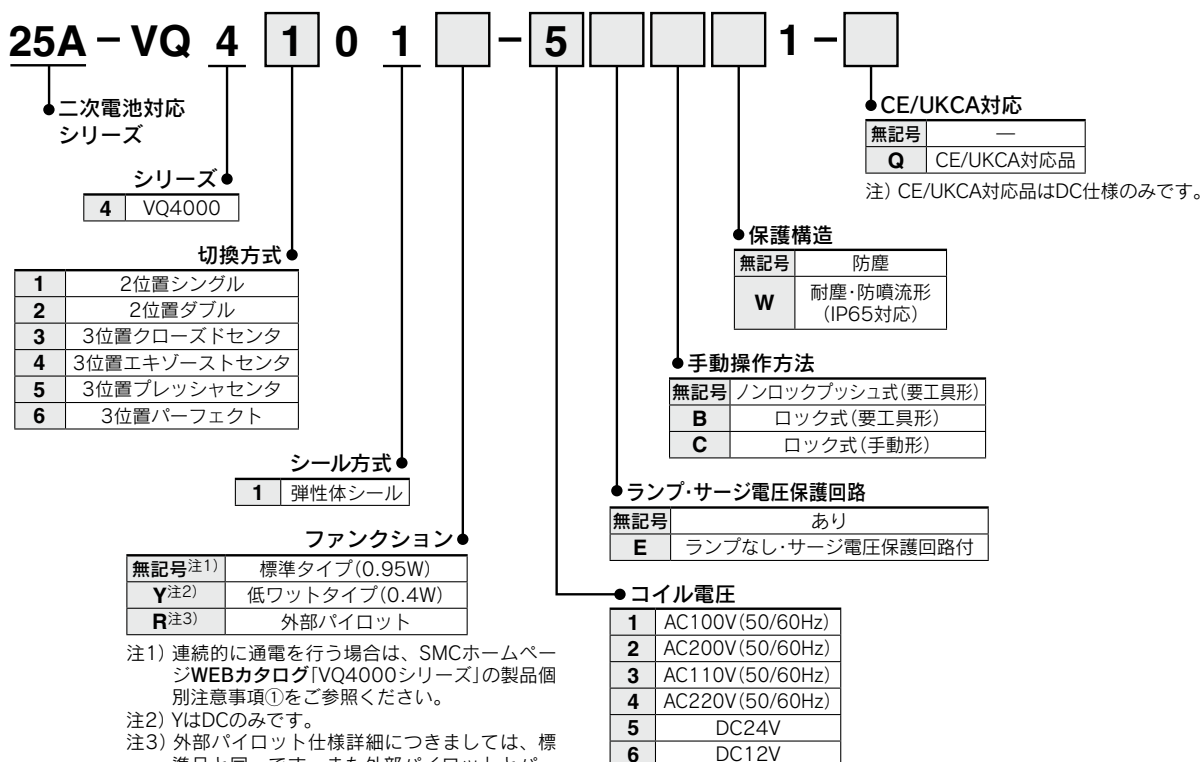 25A－VQ 4 1 0 1 －5 1－
二次電池対応
シリーズ
シリーズ
4 VQ4000
切換方式
1 2位置シングル
2 2位置ダブル
3 3位置クローズドセンタ
4 3位置エキゾーストセンタ
5 3位置プレッシャセンタ
6 3位置パーフェクト
シール方式
1 弾性体シール
ファンクション
無記号注1) 標準タイプ(0.95W)
Y注2) 低ワットタイプ(0.4W)
R注3) 外部パイロット
注1) 連続的に通電を行う場合は、SMCホームペー
ジWEBカタログ「VQ4000シリーズ」の製品個
別注意事項①をご参照ください。
注2) YはDCのみです。
注3) 外部パイロット仕様詳細につきましては、標
CE/UKCA対応
無記号 ―
Q CE/UKCA対応品
注) CE/UKCA対応品はDC仕様のみです。
保護構造
無記号 防塵
W 耐塵・防噴流形
(IP65対応)
手動操作方法
無記号 ノンロックプッシュ式(要工具形)
B ロック式(要工具形)
C ロック式(手動形)
ランプ・サージ電圧保護回路
無記号 あり
E ランプなし・サージ電圧保護回路付
コイル電圧
1 AC100V(50/60Hz)
2 AC200V(50/60Hz)
3 AC110V(50/60Hz)
4 AC220V(50/60Hz)
5 DC24V
6 DC12V